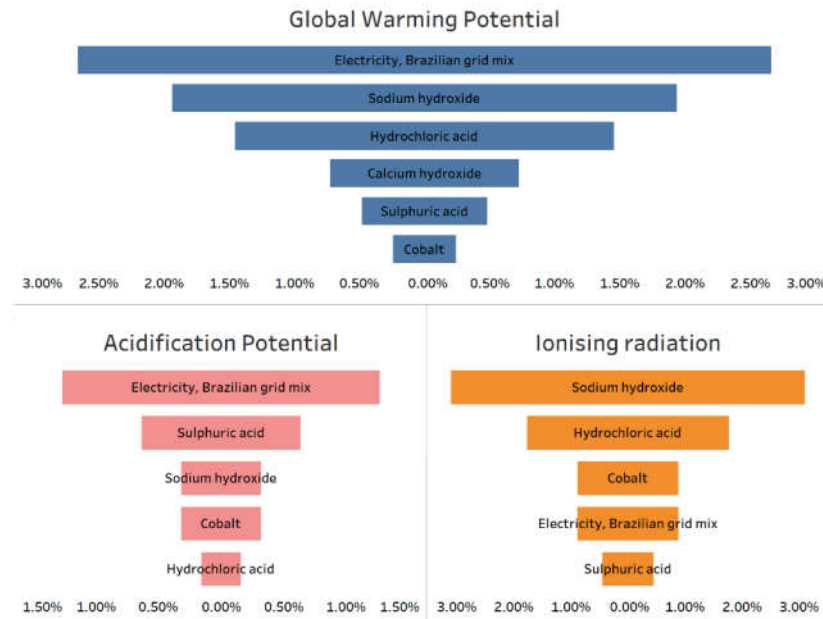 Global Warming Potential
Electricity, Brazilian grid mix
Sodium hydroxide
Hydrochloric acid
Calcium hydroxide
Sulphuric acid
Cobalt
3.00% 2.50% 2.00% 1.50% 1.00% 0.50% 0.00% 0.50% 1.00% 1.50% 2.00% 2.50% 3.00%
Acidification Potential
Electricity, Brazilian grid mix
Sulphuric acid
Sodium hydroxide
Cobalt
Hydrochloric acid
1.50% 1.00% 0.50% 0.00% 0.50% 1.00% 1.50%
Ionising radiation
Sodium hydroxide
Hydrochloric acid
Cobalt
Electricity, Brazilian grid mix
Sulphuric acid
3.00% 2.00% 1.00% 0.00% 1.00% 2.00% 3.00%